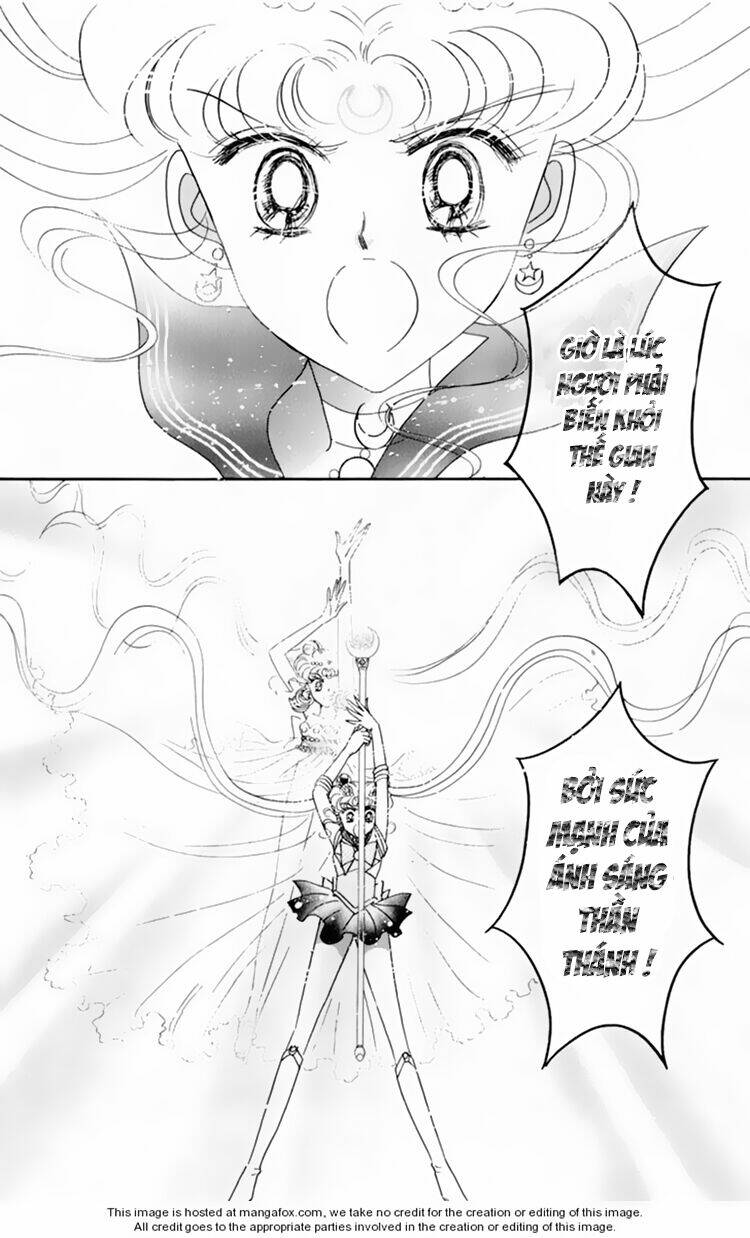 GIỜ LÀ LÚC
NGƯƠI PHẢI
BIẾN KHỎI
THẾ GIAN
NÀY !
BỞI SỨC
MẠNH CỦA
ÁNH SÁNG
THẦN
THÁNH !
This image is hosted at mangafox.com, we take no credit for the creation or editing of this image.
All credit goes to the appropriate parties involved in the creation or editing of this image.